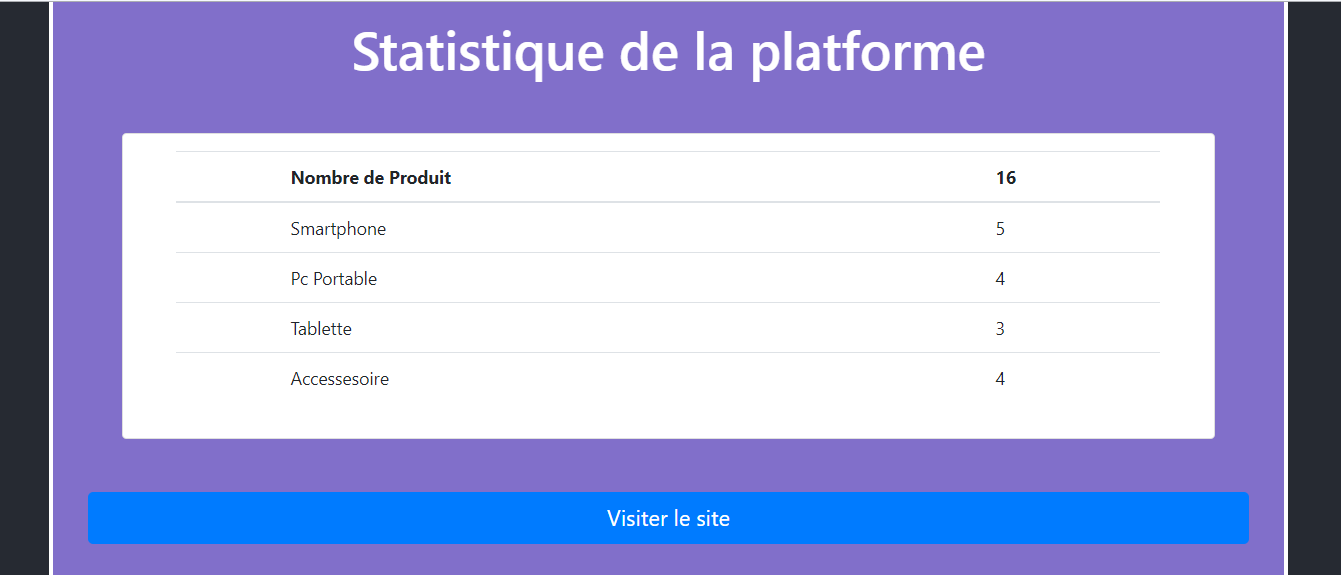 Statistique de la platforme
Nombre de Produit 16
Smartphone 5
Pc Portable 4
Tablette 3
Accessesoire 4
Visiter le site